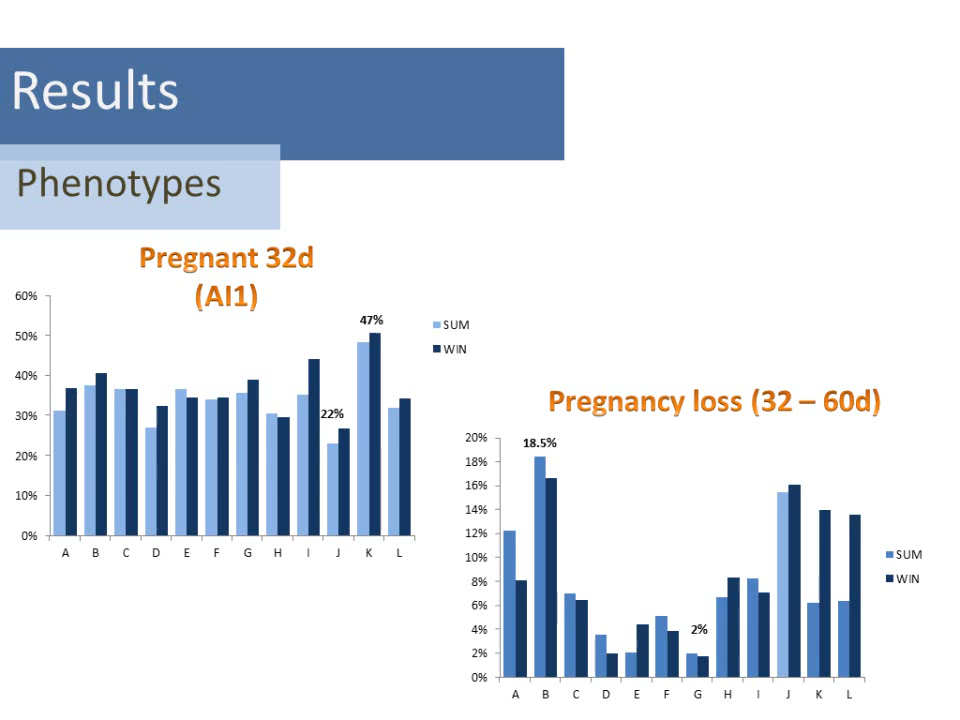 Results
Phenotypes
Pregnant 32d
(AI1)
60%
50%
40%
30%
20%
10%
0%
47%
22%
A B C D E F G H I J K L
SUM
WIN
Pregnancy loss (32 – 60d)
20%
18%
16%
14%
12%
10%
8%
6%
4%
2%
0%
18.5%
2%
A B C D E F G H I J K L
SUM
WIN